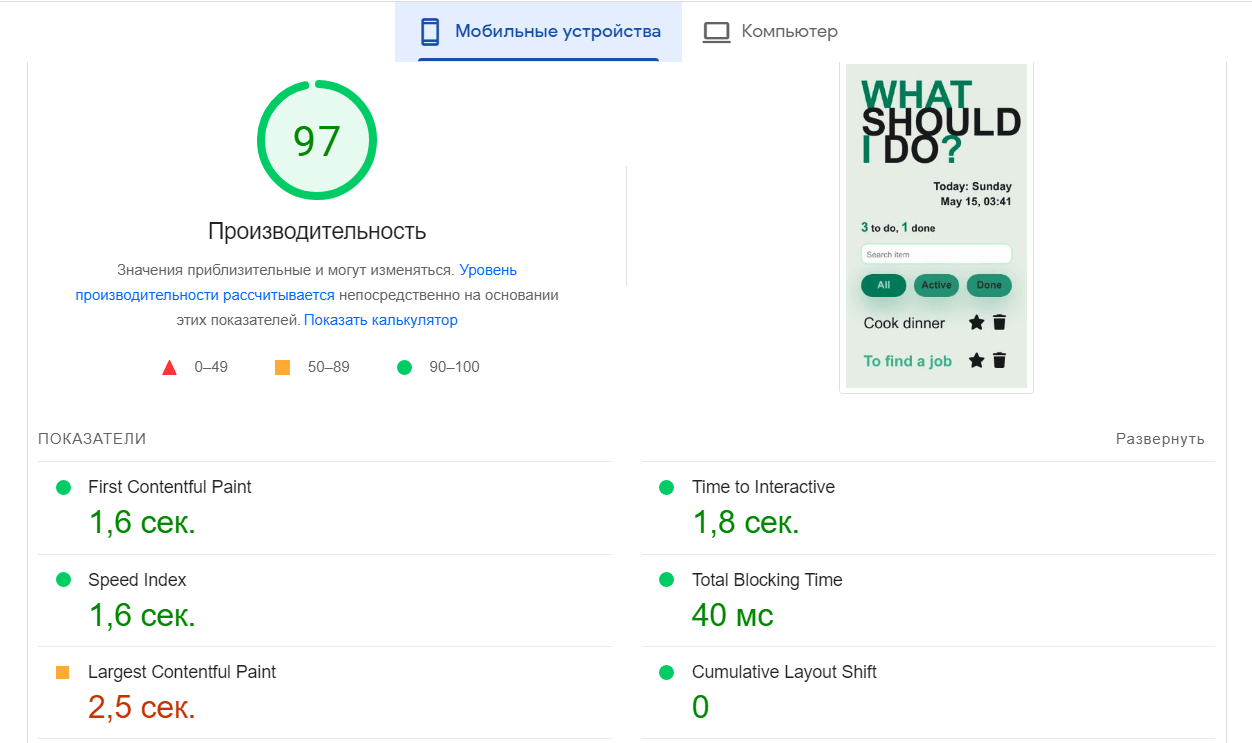 Мобильные устройства
Компьютер
97
Производительность
Значения приблизительные и могут изменяться. Уровень
производительности рассчитывается непосредственно на основании
этих показателей. Показать калькулятор
0–49
50–89
90–100
WHAT
SHOULD
I DO?
Today: Sunday
May 15, 03:41
3 to do, 1 done
Search item
All
Active
Done
Cook dinner
To find a job
ПОКАЗАТЕЛИ
Развернуть
First Contentful Paint
1,6 сек.
Time to Interactive
1,8 сек.
Speed Index
1,6 сек.
Total Blocking Time
40 мс
Largest Contentful Paint
2,5 сек.
Cumulative Layout Shift
0